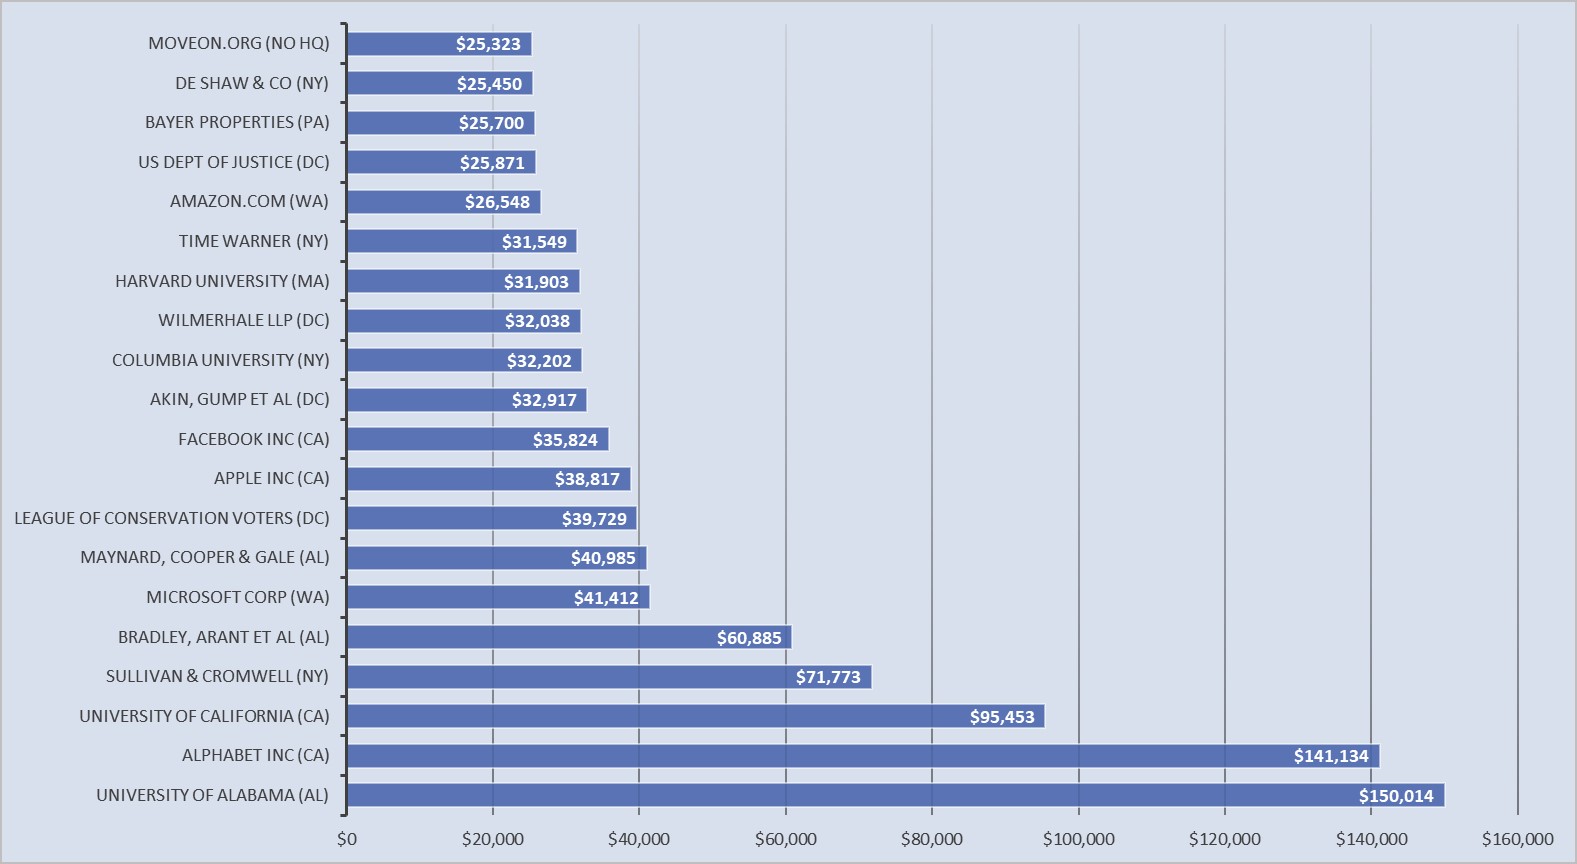 MOVEON.ORG (NO HQ) $25,323
DE SHAW & CO (NY) $25,450
BAYER PROPERTIES (PA) $25,700
US DEPT OF JUSTICE (DC) $25,871
AMAZON.COM (WA) $26,548
TIME WARNER (NY) $31,549
HARVARD UNIVERSITY (MA) $31,903
WILMERHALE LLP (DC) $32,038
COLUMBIA UNIVERSITY (NY) $32,202
AKIN, GUMP ET AL (DC) $32,917
FACEBOOK INC (CA) $35,824
APPLE INC (CA) $38,817
LEAGUE OF CONSERVATION VOTERS (DC) $39,729
MAYNARD, COOPER & GALE (AL) $40,985
MICROSOFT CORP (WA) $41,412
BRADLEY, ARANT ET AL (AL) $60,885
SULLIVAN & CROMWELL (NY) $71,773
UNIVERSITY OF CALIFORNIA (CA) $95,453
ALPHABET INC (CA) $141,134
UNIVERSITY OF ALABAMA (AL) $150,014
$0 $20,000 $40,000 $60,000 $80,000 $100,000 $120,000 $140,000 $160,000